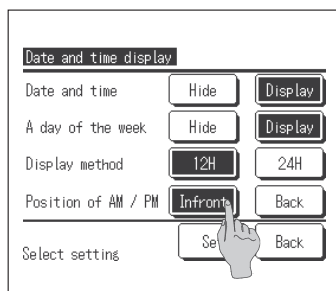 Date and time display
Date and time Hide Display
A day of the week Hide Display
Display method 12H 24H
Position of AM / PM Infront Back
Select setting Back